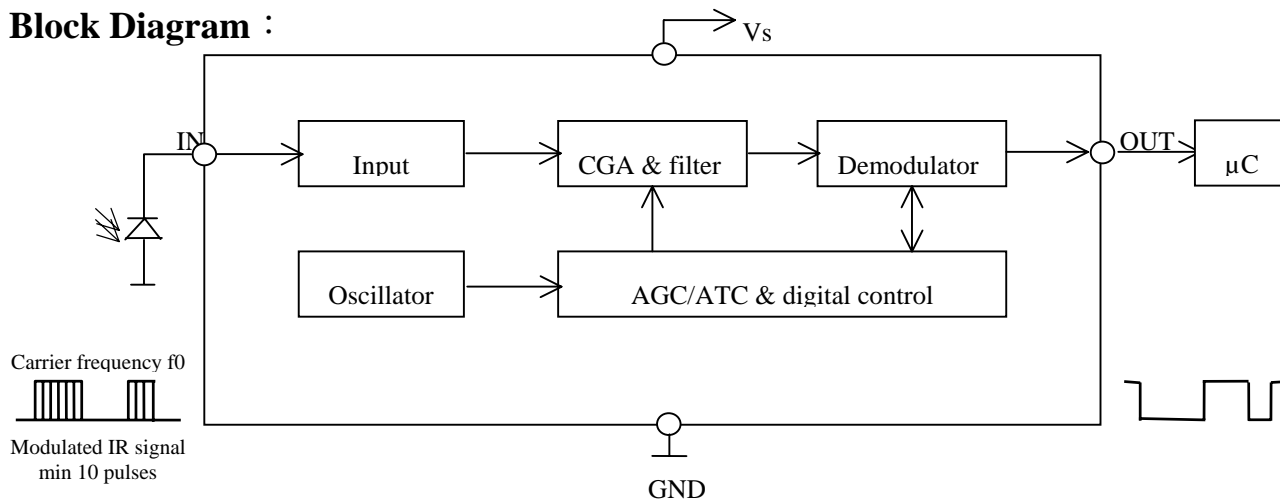 Block Diagram：
Vs
IN
Input
CGA & filter
Demodulator
OUT
µC
Oscillator
AGC/ATC & digital control
Carrier frequency f0
Modulated IR signal
min 10 pulses
GND